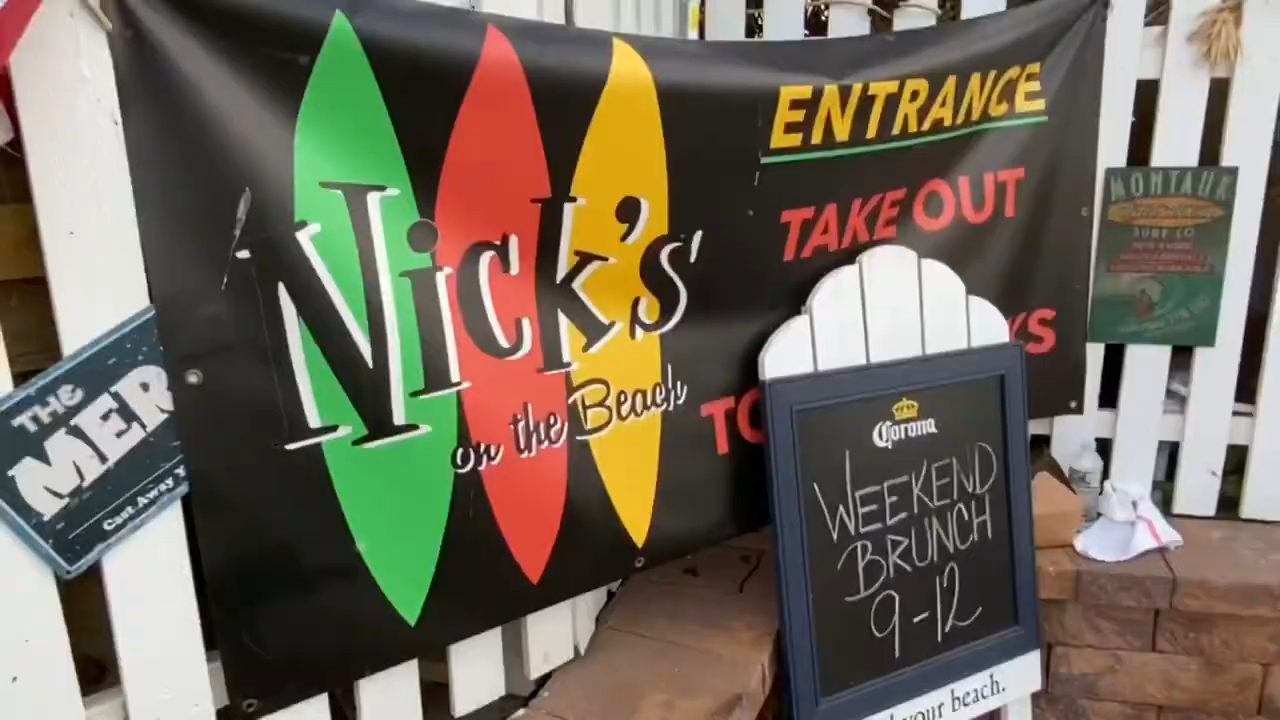 Nick's
on the Beach
ENTRANCE
TAKE OUT
KS
TO
THE
MER
Cast Away
Corona
WEEKEND
BRUNCH
9-12
your beach.
MONTAUK
SURF CO